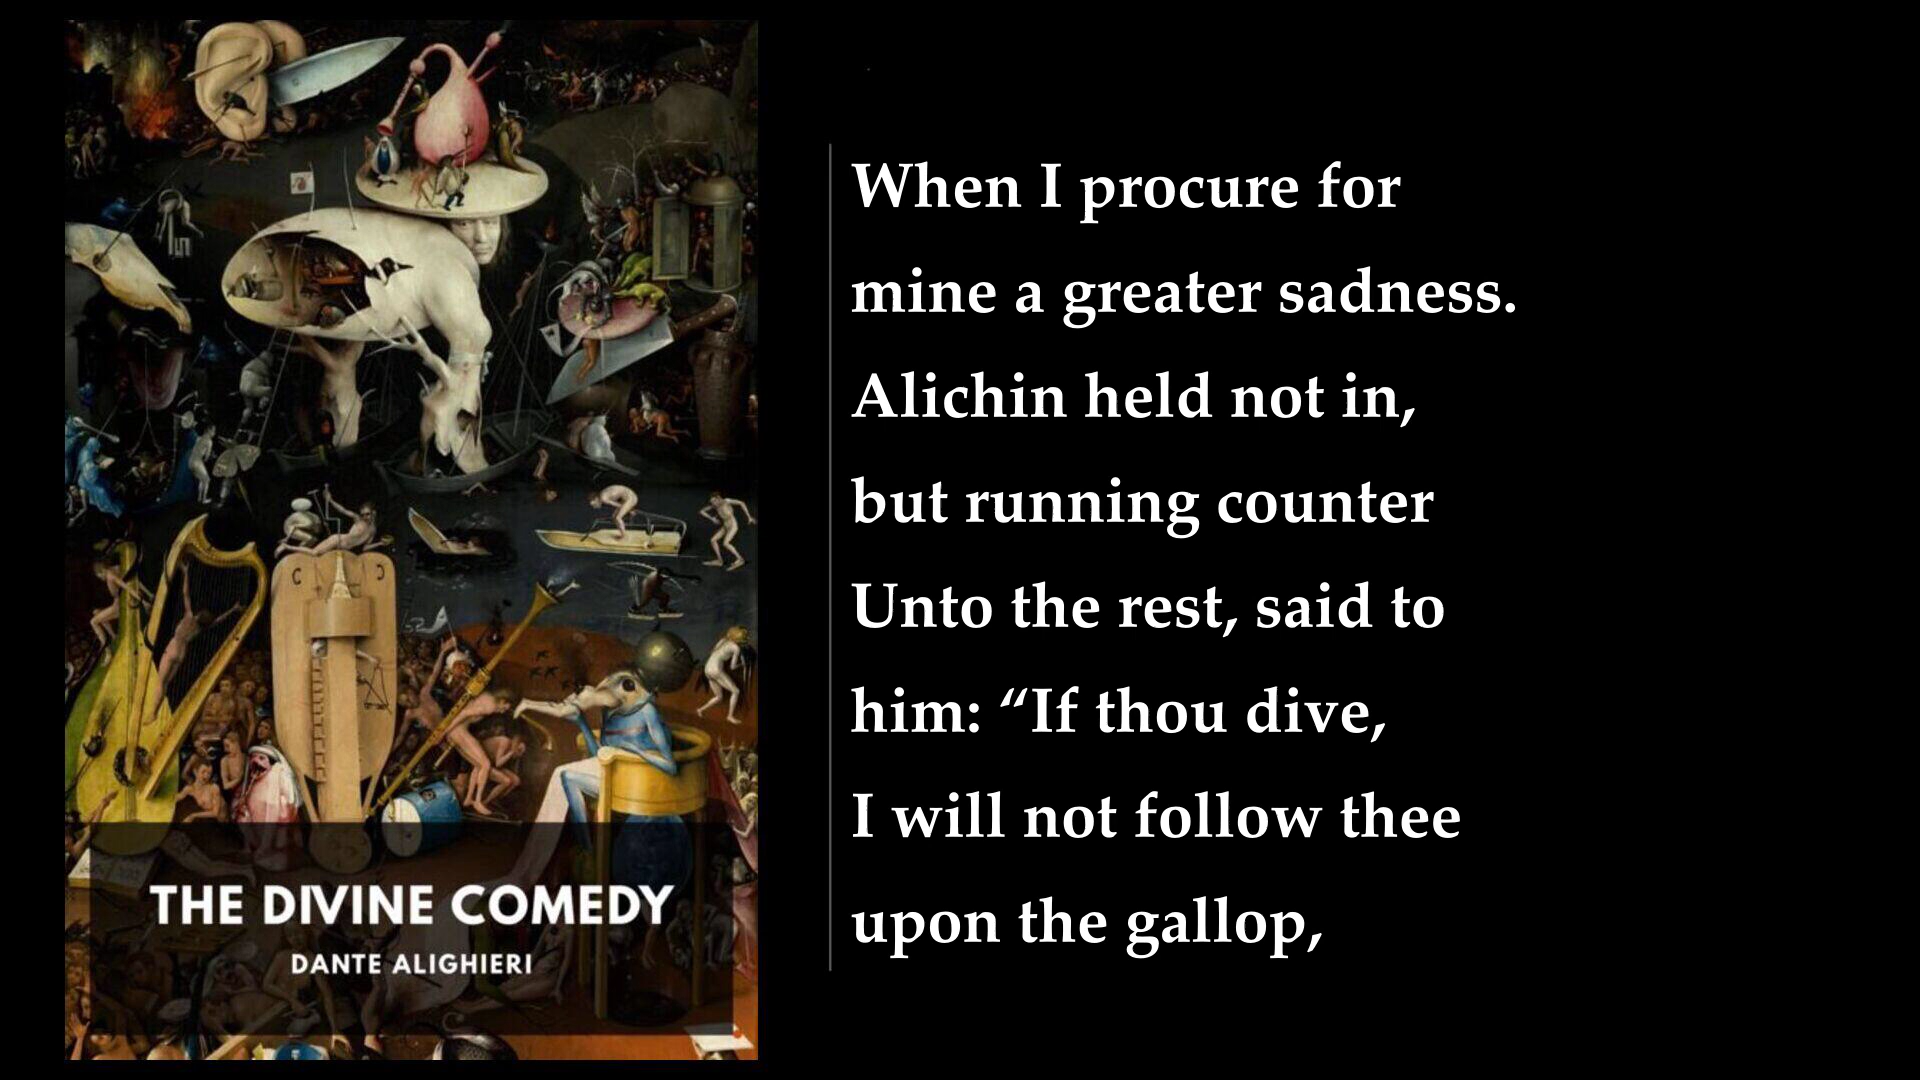 THE DIVINE COMEDY
DANTE ALIGHIERI
When I procure for
mine a greater sadness.
Alichin held not in,
but running counter
Unto the rest, said to
him: “If thou dive,
I will not follow thee
upon the gallop,